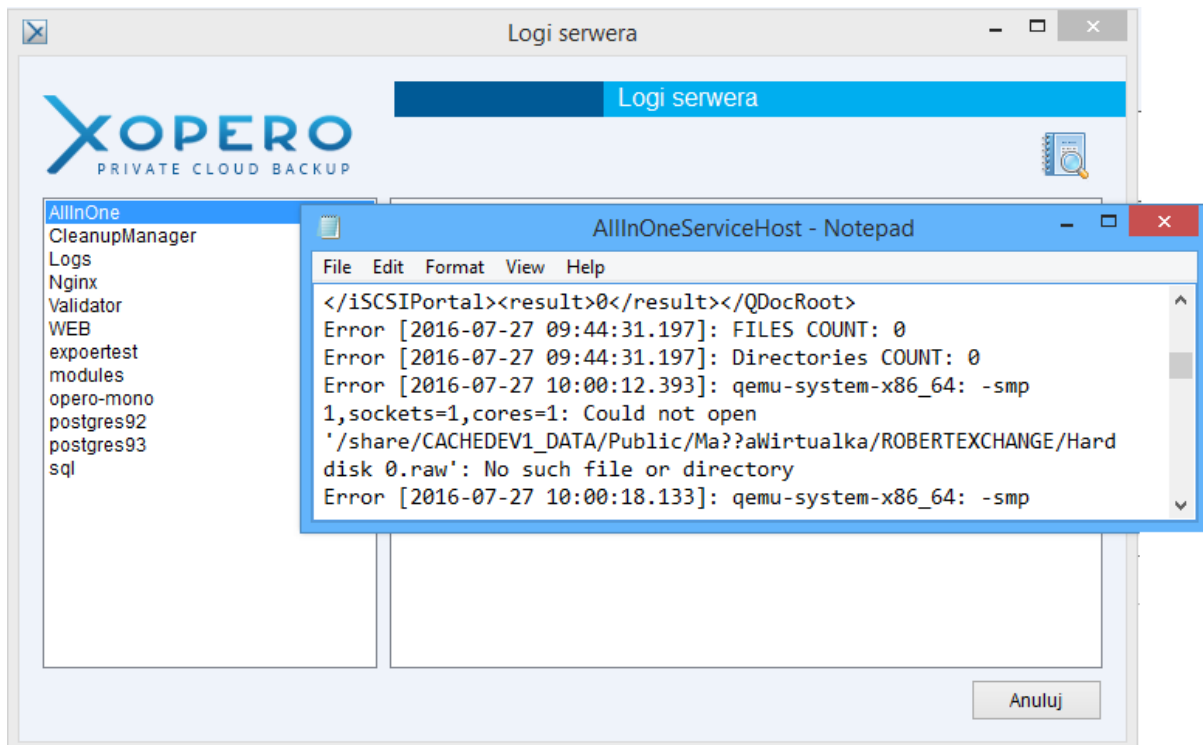 Logi serwera
Logi serwera
XOPERO
PRIVATE CLOUD BACKUP
AllInOne
CleanupManager
Logs
Nginx
Validator
WEB
expoertest
modules
opero-mono
postgres92
postgres93
sql
AllInOneServiceHost - Notepad
File Edit Format View Help
</iSCSIPortal><result>0</result></QDocRoot>
Error [2016-07-27 09:44:31.197]: FILES COUNT: 0
Error [2016-07-27 09:44:31.197]: Directories COUNT: 0
Error [2016-07-27 10:00:12.393]: qemu-system-x86_64: -smp
1,sockets=1,cores=1: Could not open
'/share/CACHEDEV1_DATA/Public/Ma??aWirtualka/ROBERTEXCHANGE/Hard
disk 0.raw': No such file or directory
Error [2016-07-27 10:00:18.133]: qemu-system-x86_64: -smp
Anuluj